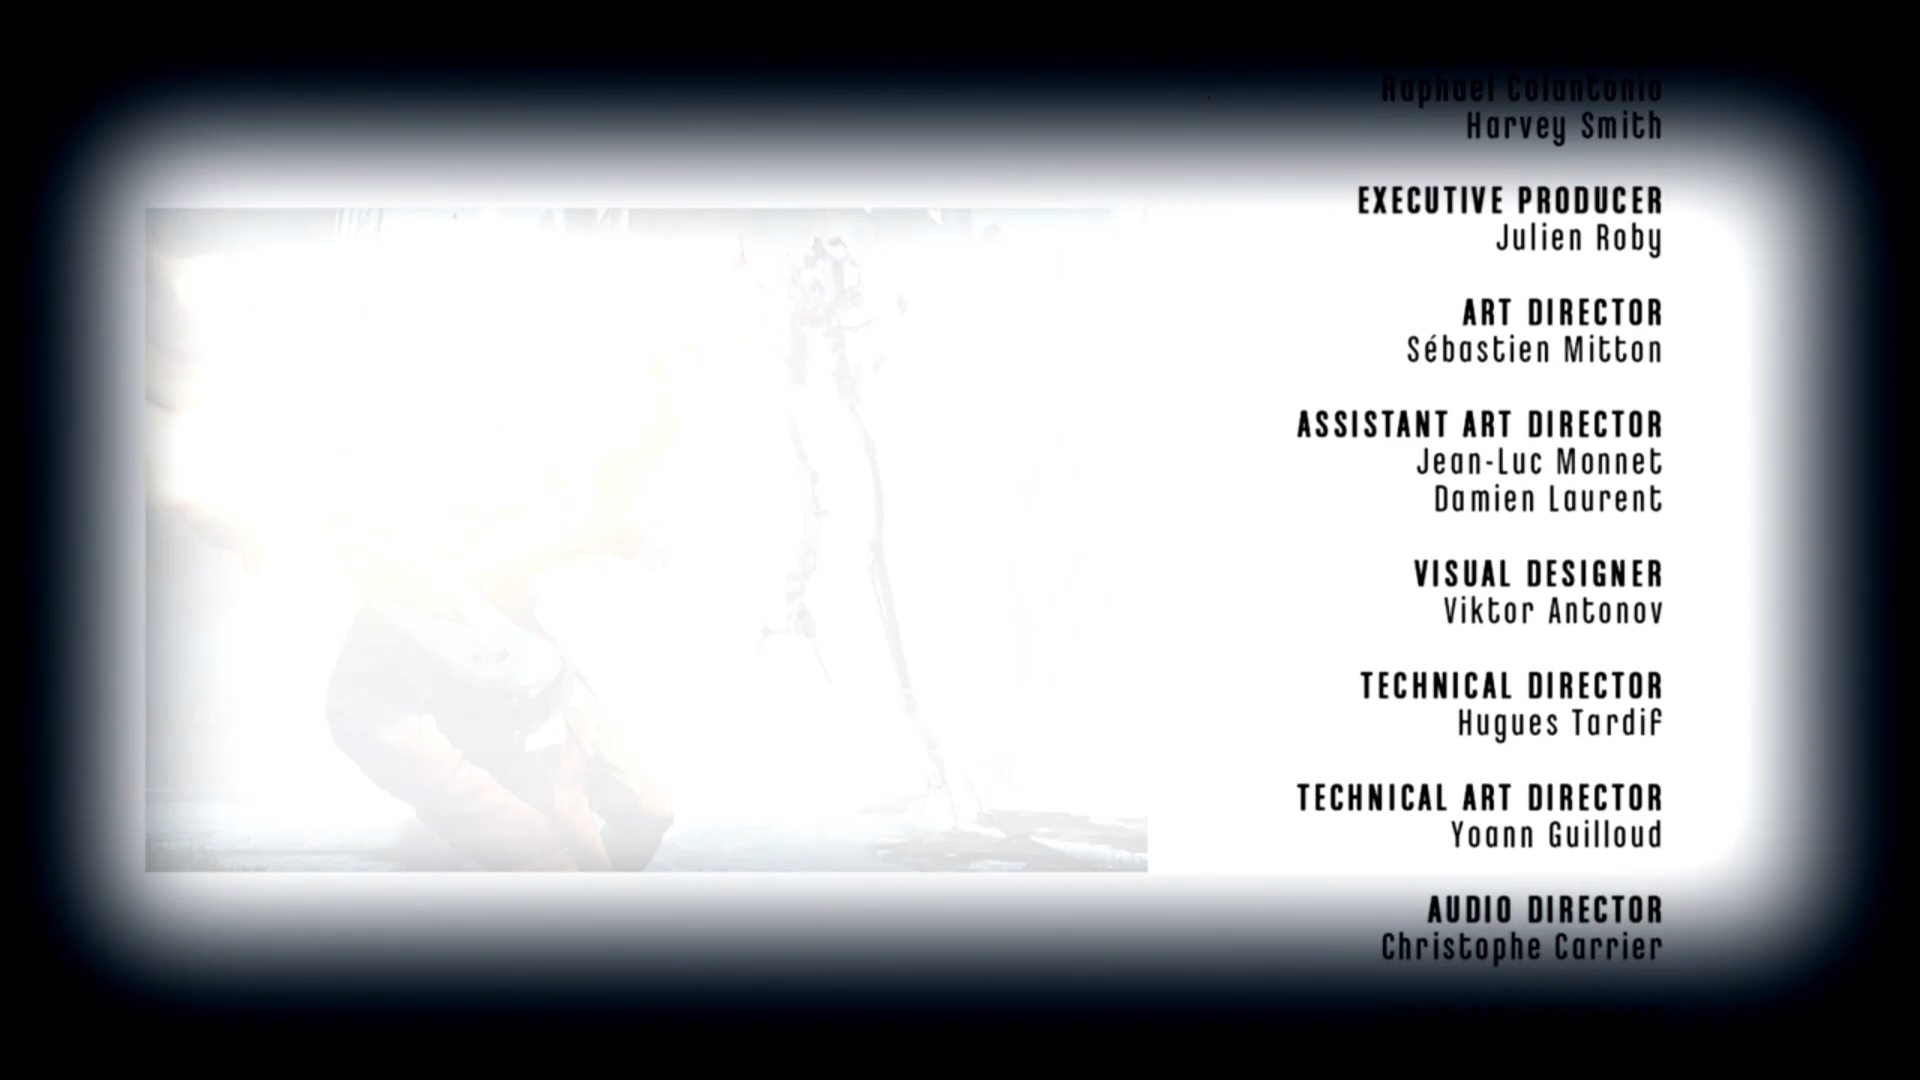 Raphael Colantonio
Harvey Smith
EXECUTIVE PRODUCER
Julien Roby
ART DIRECTOR
Sébastien Mitton
ASSISTANT ART DIRECTOR
Jean-Luc Monnet
Damien Laurent
VISUAL DESIGNER
Viktor Antonov
TECHNICAL DIRECTOR
Hugues Tardif
TECHNICAL ART DIRECTOR
Yoann Guilloud
AUDIO DIRECTOR
Christophe Carrier